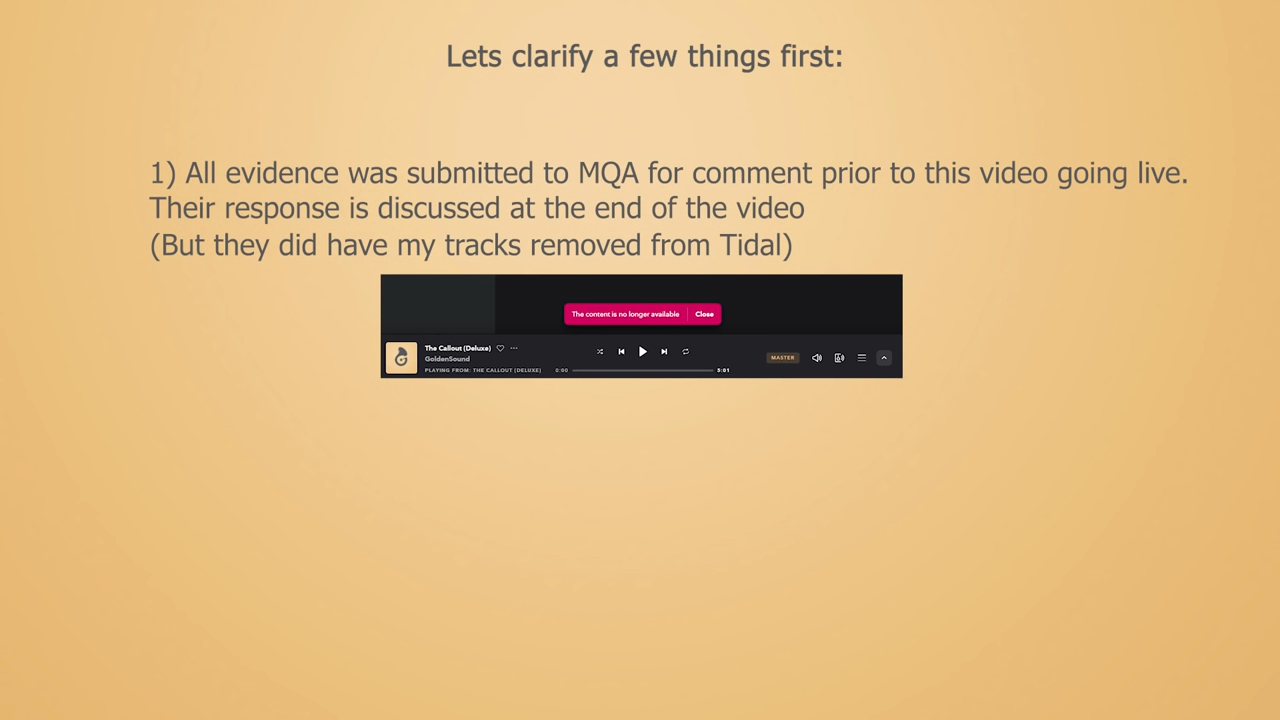 Lets clarify a few things first:
1) All evidence was submitted to MQA for comment prior to this video going live.
Their response is discussed at the end of the video
(But they did have my tracks removed from Tidal)
The content is no longer available Close
The Callout (Deluxe)
GoldenSound
PLAYING FROM: THE CALLOUT (DELUXE) 0:00 5:01
MASTER